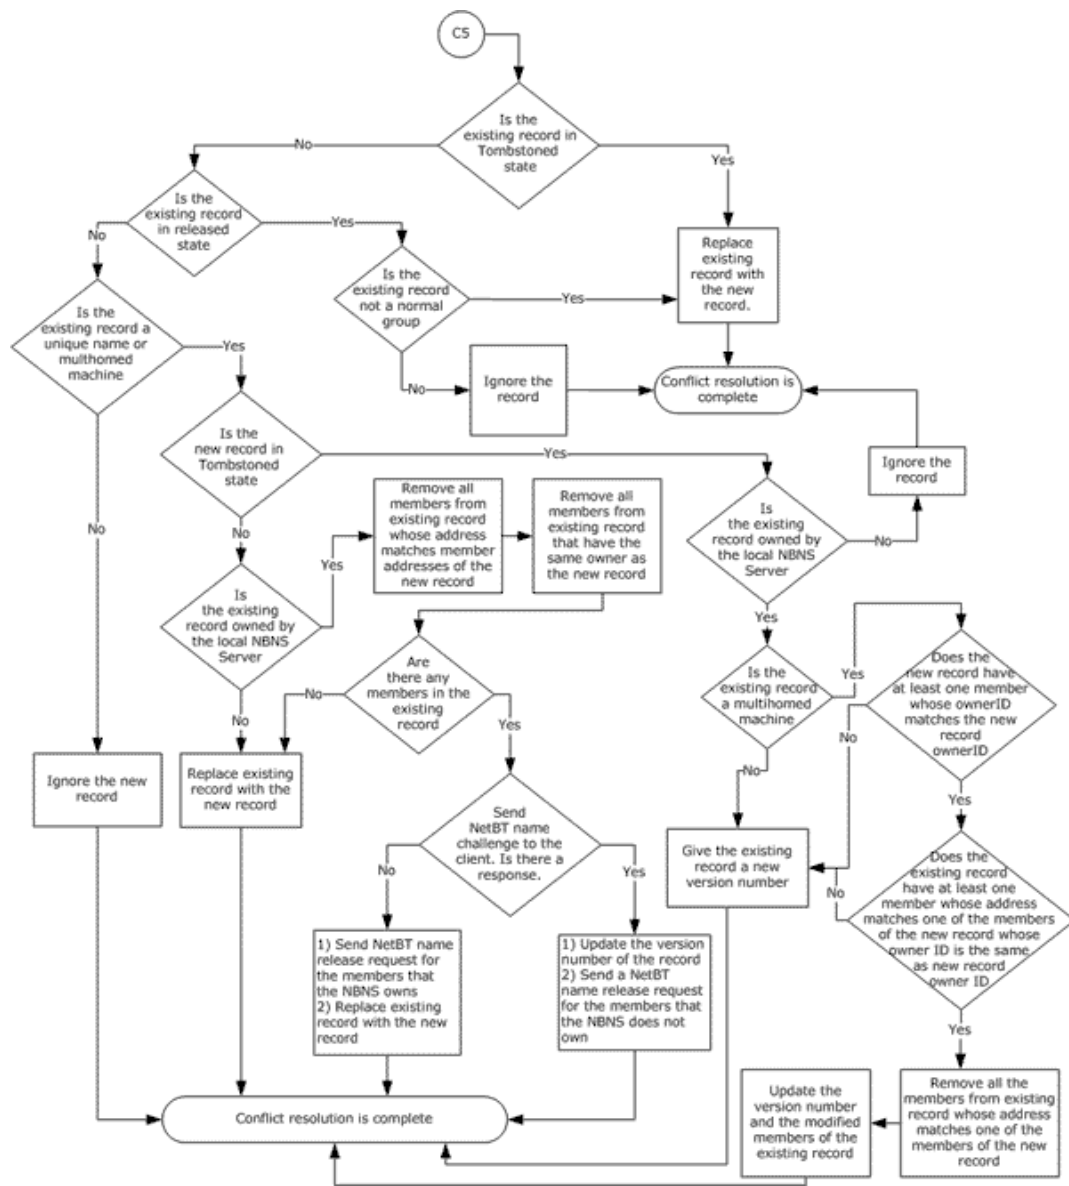 C5
Is the
existing record in
Tombstoned
state
No
Yes
Is the
existing record
in released
state
No
Yes
Replace
existing
record with
the new
record.
Is the
existing record
not a normal
group
Yes
No
Is the
existing record a
unique name or
multhomed
machine
Yes
No
Ignore the
record
Conflict resolution is
complete
Is the
new record in
Tombstoned
state
Yes
No
Ignore the
record
Remove all
members from
existing record
whose address
matches member
addresses of the
new record
Remove all
members from
existing record
that have the
same owner as
the new record
Is
the existing
record owned by
the local NBNS
Server
No
Yes
Is
the existing
record owned by
the local NBNS
Server
Yes
No
Are
there any
members in the
existing
record
No
Yes
Is the
existing record
a multihomed
machine
Yes
No
Does the
new record have
at least one member
whose ownerID
matches the new
record
ownerID
No
Yes
Ignore the new
record
Replace existing
record with the
new record
Send
NetBT name
challenge to the
client. Is there a
response.
No
Yes
Give the existing
record a new
version number
Does the
existing record
have at least one
member whose address
matches one of the members
of the new record whose
owner ID is the same
as new record
owner ID
No
Yes
1) Send NetBT name
release request for
the members that
the NBNS owns
2) Replace existing
record with the new
record
1) Update the version
number of the record
2) Send a NetBT
name release request
for the members that
the NBNS does not
own
Remove all the
members from existing
record whose address
matches one of the
members of the new
record
Update the
version number
and the modified
members of the
existing record
Conflict resolution is complete